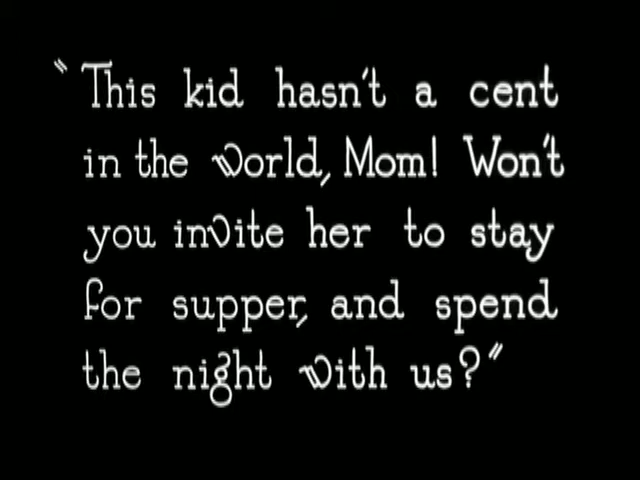 "This kid hasn't a cent
in the world, Mom! Won't
you invite her to stay
for supper, and spend
the night with us?"